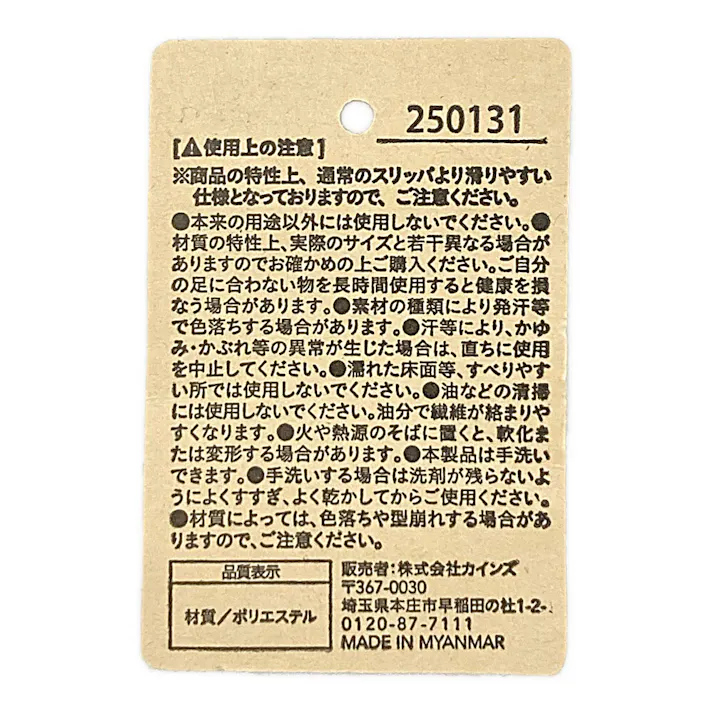 250131
[⚠使用上の注意]
※商品の特性上、通常のスリッパより滑りやすい
仕様となっておりますので、ご注意ください。
●本来の用途以外には使用しないでください。●
材質の特性上、実際のサイズと若干異なる場合が
ありますのでお確かめの上ご購入ください。ご自分
の足に合わない物を長時間使用すると健康を損
なう場合があります。●素材の種類により発汗等
で色落ちする場合があります。●汗等により、かゆ
み・かぶれ等の異常が生じた場合は、直ちに使用
を中止してください。●濡れた床面等、すべりやす
い所では使用しないでください。●油などの清掃
には使用しないでください。油分で繊維が絡まりや
すくなります。●火や熱源のそばに置くと、軟化ま
たは変形する場合があります。●本製品は手洗い
できます。●手洗いする場合は洗剤が残らないよ
うによくすすぎ、よく乾かしてからご使用ください。
●材質によっては、色落ちや型崩れする場合があ
りますので、ご注意ください。
品質表示
材質／ポリエステル
販売者:株式会社カインズ
〒367-0030
埼玉県本庄市早稲田の杜1-2-
0120-87-7111
MADE IN MYANMAR